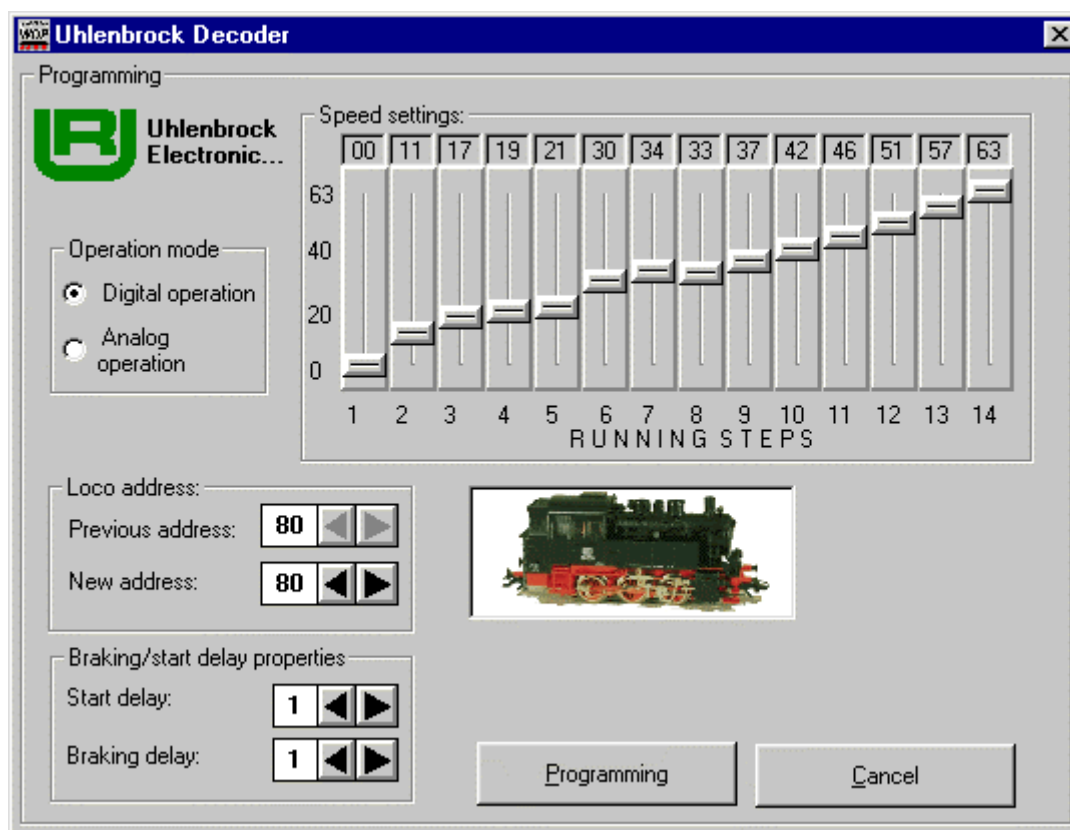 Uhlenbrock Decoder
Programming
Uhlenbrock
Electronic...
Speed settings:
00 11 17 19 21 30 34 33 37 42 46 51 57 63
63
40
20
0
1 2 3 4 5 6 7 8 9 10 11 12 13 14
RUNNING STEPS
Operation mode
Digital operation
Analog
operation
Loco address:
Previous address: 80
New address: 80
Braking/start delay properties
Start delay: 1
Braking delay: 1
Programming
Cancel